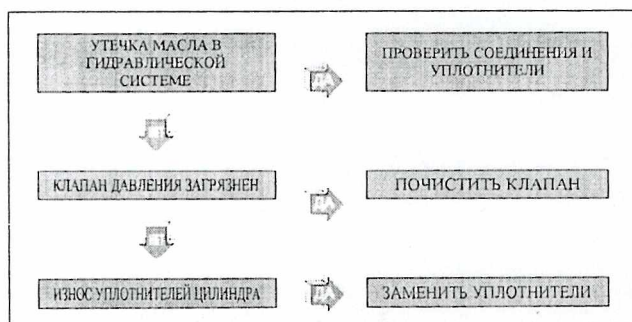 УТЕЧКА МАСЛА В
ГИДРАВЛИЧЕСКОЙ
СИСТЕМЕ
ПРОВЕРИТЬ СОЕДИНЕНИЯ И
УПЛОТНИТЕЛИ
ДА
КЛАПАН ДАВЛЕНИЯ ЗАГРЯЗНЕН
ДА
ПОЧИСТИТЬ КЛАПАН
ИЗНОС УПЛОТНИТЕЛЕЙ ЦИЛИНДРА
ДА
ЗАМЕНИТЬ УПЛОТНИТЕЛИ